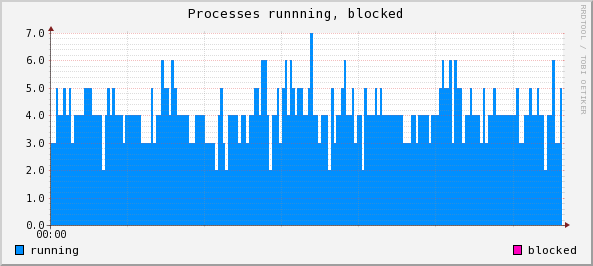 Processes runnning, blocked
RRDTOOL / TOBI OETIKER
7.0
6.0
5.0
4.0
3.0
2.0
1.0
0.0
00:00
running
blocked